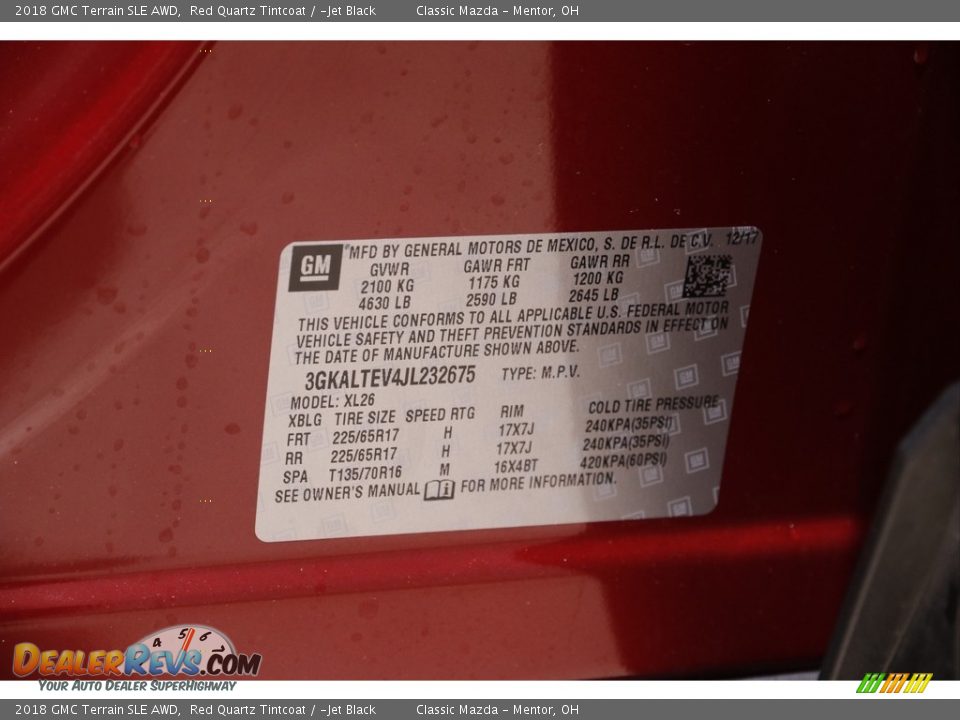 2018 GMC Terrain SLE AWD,  Red Quartz Tintcoat / -Jet Black    Classic Mazda - Mentor, OH
GM MFD BY GENERAL MOTORS DE MEXICO, S. DE R.L. DE C.V. 12/17
GVWR GAWR FRT GAWR RR
2100 KG 1175 KG 1200 KG
4630 LB 2590 LB 2645 LB
THIS VEHICLE CONFORMS TO ALL APPLICABLE U.S. FEDERAL MOTOR
VEHICLE SAFETY AND THEFT PREVENTION STANDARDS IN EFFECT ON
THE DATE OF MANUFACTURE SHOWN ABOVE.
3GKALTEV4JL232675 TYPE: M.P.V.
MODEL: XL26
XBLG TIRE SIZE SPEED RTG RIM COLD TIRE PRESSURE
FRT 225/65R17 H 17X7J 240KPA(35PSI)
RR 225/65R17 H 17X7J 240KPA(35PSI)
SPA T135/70R16 M 16X4BT 420KPA(60PSI)
SEE OWNER'S MANUAL FOR MORE INFORMATION.
4 5 6
DEALERREVS.COM
YOUR AUTO DEALER SUPERHIGHWAY
2018 GMC Terrain SLE AWD,  Red Quartz Tintcoat / -Jet Black    Classic Mazda - Mentor, OH